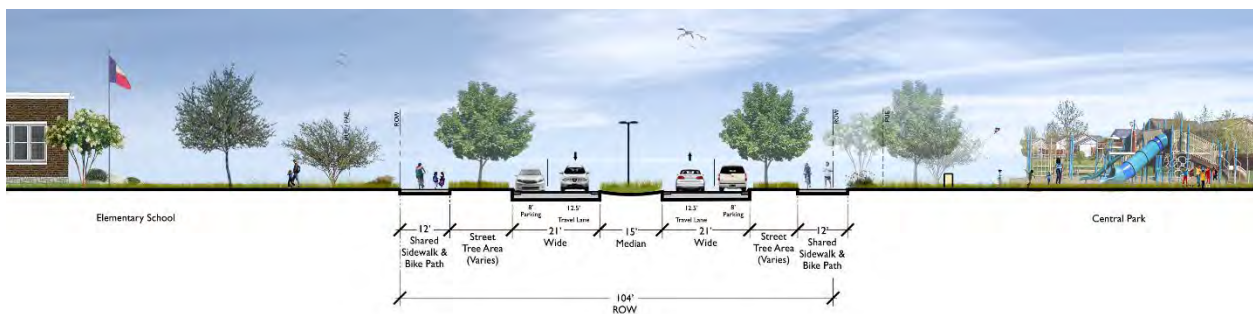 ROW
ROW
PUE
8'
Parking
12.5'
Travel Lane
12.5'
Travel Lane
8'
Parking
Elementary School
Central Park
12'
Shared
Sidewalk &
Bike Path
Street
Tree Area
(Varies)
21'
Wide
15'
Median
21'
Wide
Street
Tree Area
(Varies)
12'
Shared
Sidewalk &
Bike Path
104'
ROW